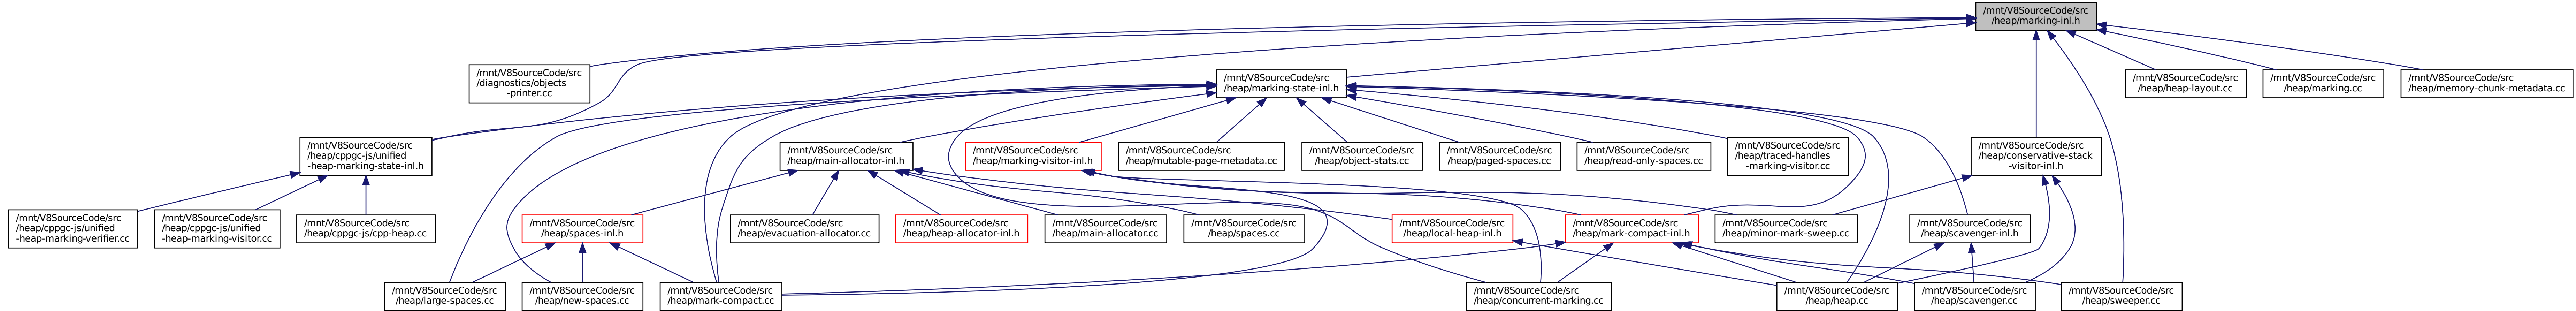 /mnt/V8SourceCode/src
/heap/marking-inl.h
/mnt/V8SourceCode/src
/diagnostics/objects
-printer.cc
/mnt/V8SourceCode/src
/heap/marking-state-inl.h
/mnt/V8SourceCode/src
/heap/heap-layout.cc
/mnt/V8SourceCode/src
/heap/marking.cc
/mnt/V8SourceCode/src
/heap/memory-chunk-metadata.cc
/mnt/V8SourceCode/src
/heap/cppgc-js/unified
-heap-marking-state-inl.h
/mnt/V8SourceCode/src
/heap/main-allocator-inl.h
/mnt/V8SourceCode/src
/heap/marking-visitor-inl.h
/mnt/V8SourceCode/src
/heap/mutable-page-metadata.cc
/mnt/V8SourceCode/src
/heap/object-stats.cc
/mnt/V8SourceCode/src
/heap/paged-spaces.cc
/mnt/V8SourceCode/src
/heap/read-only-spaces.cc
/mnt/V8SourceCode/src
/heap/traced-handles
-marking-visitor.cc
/mnt/V8SourceCode/src
/heap/conservative-stack
-visitor-inl.h
/mnt/V8SourceCode/src
/heap/cppgc-js/unified
-heap-marking-verifier.cc
/mnt/V8SourceCode/src
/heap/cppgc-js/unified
-heap-marking-visitor.cc
/mnt/V8SourceCode/src
/heap/cppgc-js/cpp-heap.cc
/mnt/V8SourceCode/src
/heap/spaces-inl.h
/mnt/V8SourceCode/src
/heap/evacuation-allocator.cc
/mnt/V8SourceCode/src
/heap/heap-allocator-inl.h
/mnt/V8SourceCode/src
/heap/main-allocator.cc
/mnt/V8SourceCode/src
/heap/spaces.cc
/mnt/V8SourceCode/src
/heap/local-heap-inl.h
/mnt/V8SourceCode/src
/heap/mark-compact-inl.h
/mnt/V8SourceCode/src
/heap/minor-mark-sweep.cc
/mnt/V8SourceCode/src
/heap/scavenger-inl.h
/mnt/V8SourceCode/src
/heap/large-spaces.cc
/mnt/V8SourceCode/src
/heap/new-spaces.cc
/mnt/V8SourceCode/src
/heap/mark-compact.cc
/mnt/V8SourceCode/src
/heap/concurrent-marking.cc
/mnt/V8SourceCode/src
/heap/heap.cc
/mnt/V8SourceCode/src
/heap/scavenger.cc
/mnt/V8SourceCode/src
/heap/sweeper.cc